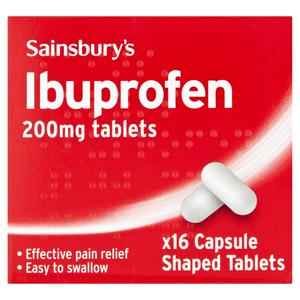 Sainsbury's
Ibuprofen
200mg tablets
• Effective pain relief
• Easy to swallow
x16 Capsule
Shaped Tablets